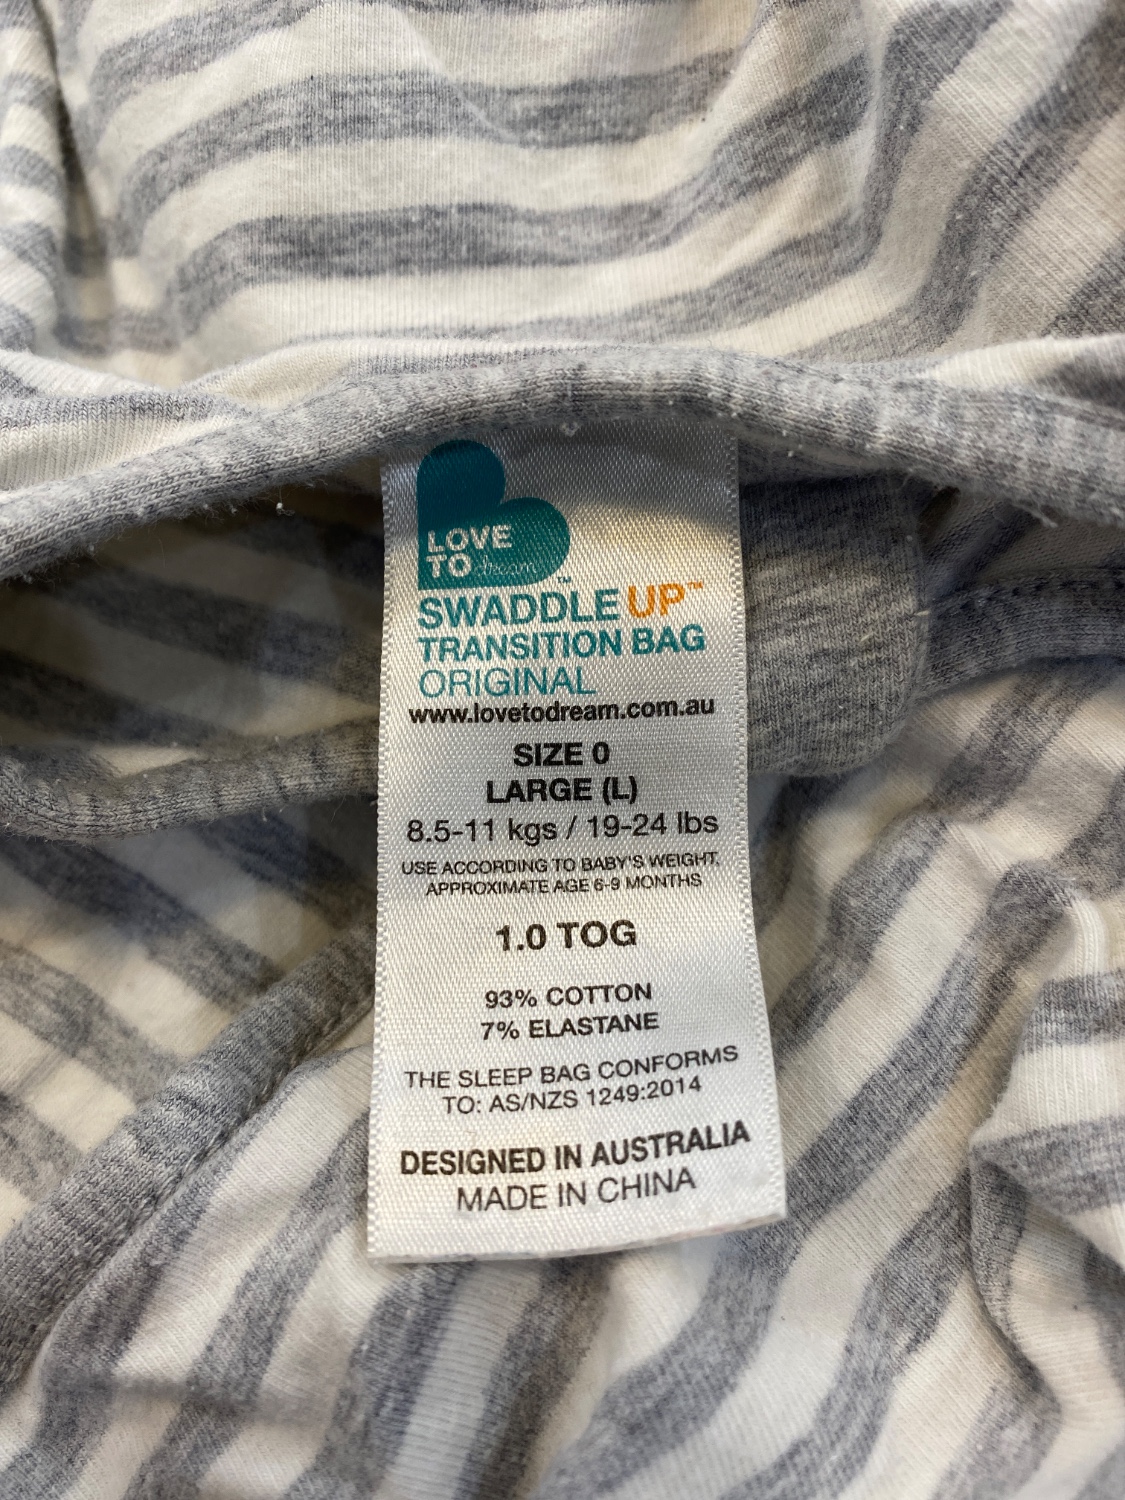 LOVE
TO dream™
SWADDLE UP™
TRANSITION BAG
ORIGINAL
www.lovetodream.com.au
SIZE 0
LARGE (L)
8.5-11 kgs / 19-24 lbs
USE ACCORDING TO BABY'S WEIGHT.
APPROXIMATE AGE 6-9 MONTHS
1.0 TOG
93% COTTON
7% ELASTANE
THE SLEEP BAG CONFORMS
TO: AS/NZS 1249:2014
DESIGNED IN AUSTRALIA
MADE IN CHINA